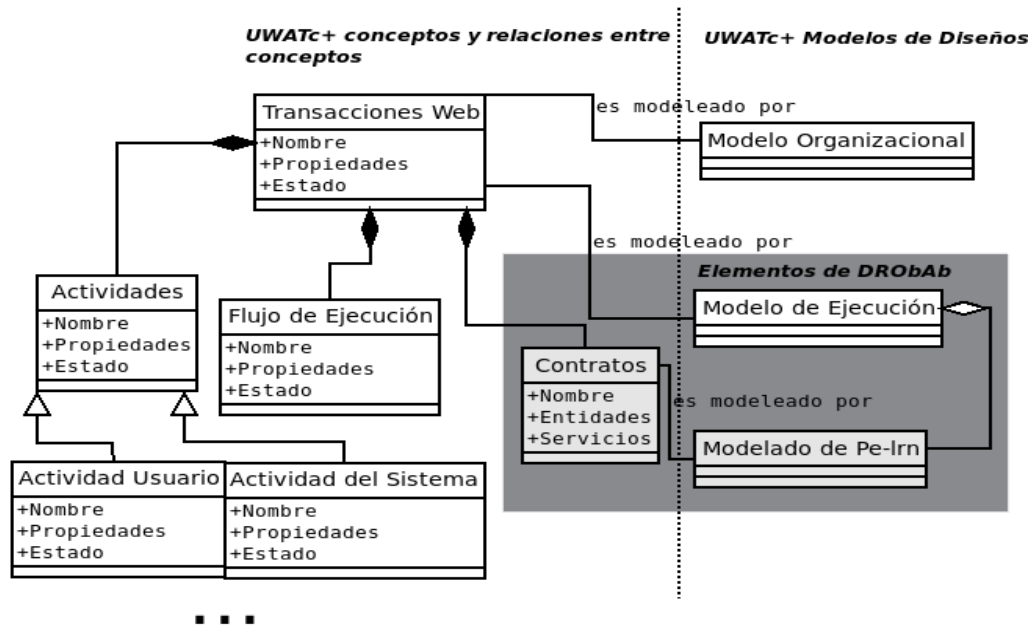 UWATc+ conceptos y relaciones entre
conceptos
UWATc+ Modelos de Diseños
Transacciones Web
+Nombre
+Propiedades
+Estado
es modeleado por
Modelo Organizacional
es modeleado por
Elementos de DRObAb
Actividades
+Nombre
+Propiedades
+Estado
Flujo de Ejecución
+Nombre
+Propiedades
+Estado
Modelo de Ejecución
Contratos
+Nombre
+Entidades
+Servicios
es modeleado por
Modelado de Pe-lrn
Actividad Usuario
+Nombre
+Propiedades
+Estado
Actividad del Sistema
+Nombre
+Propiedades
+Estado
...